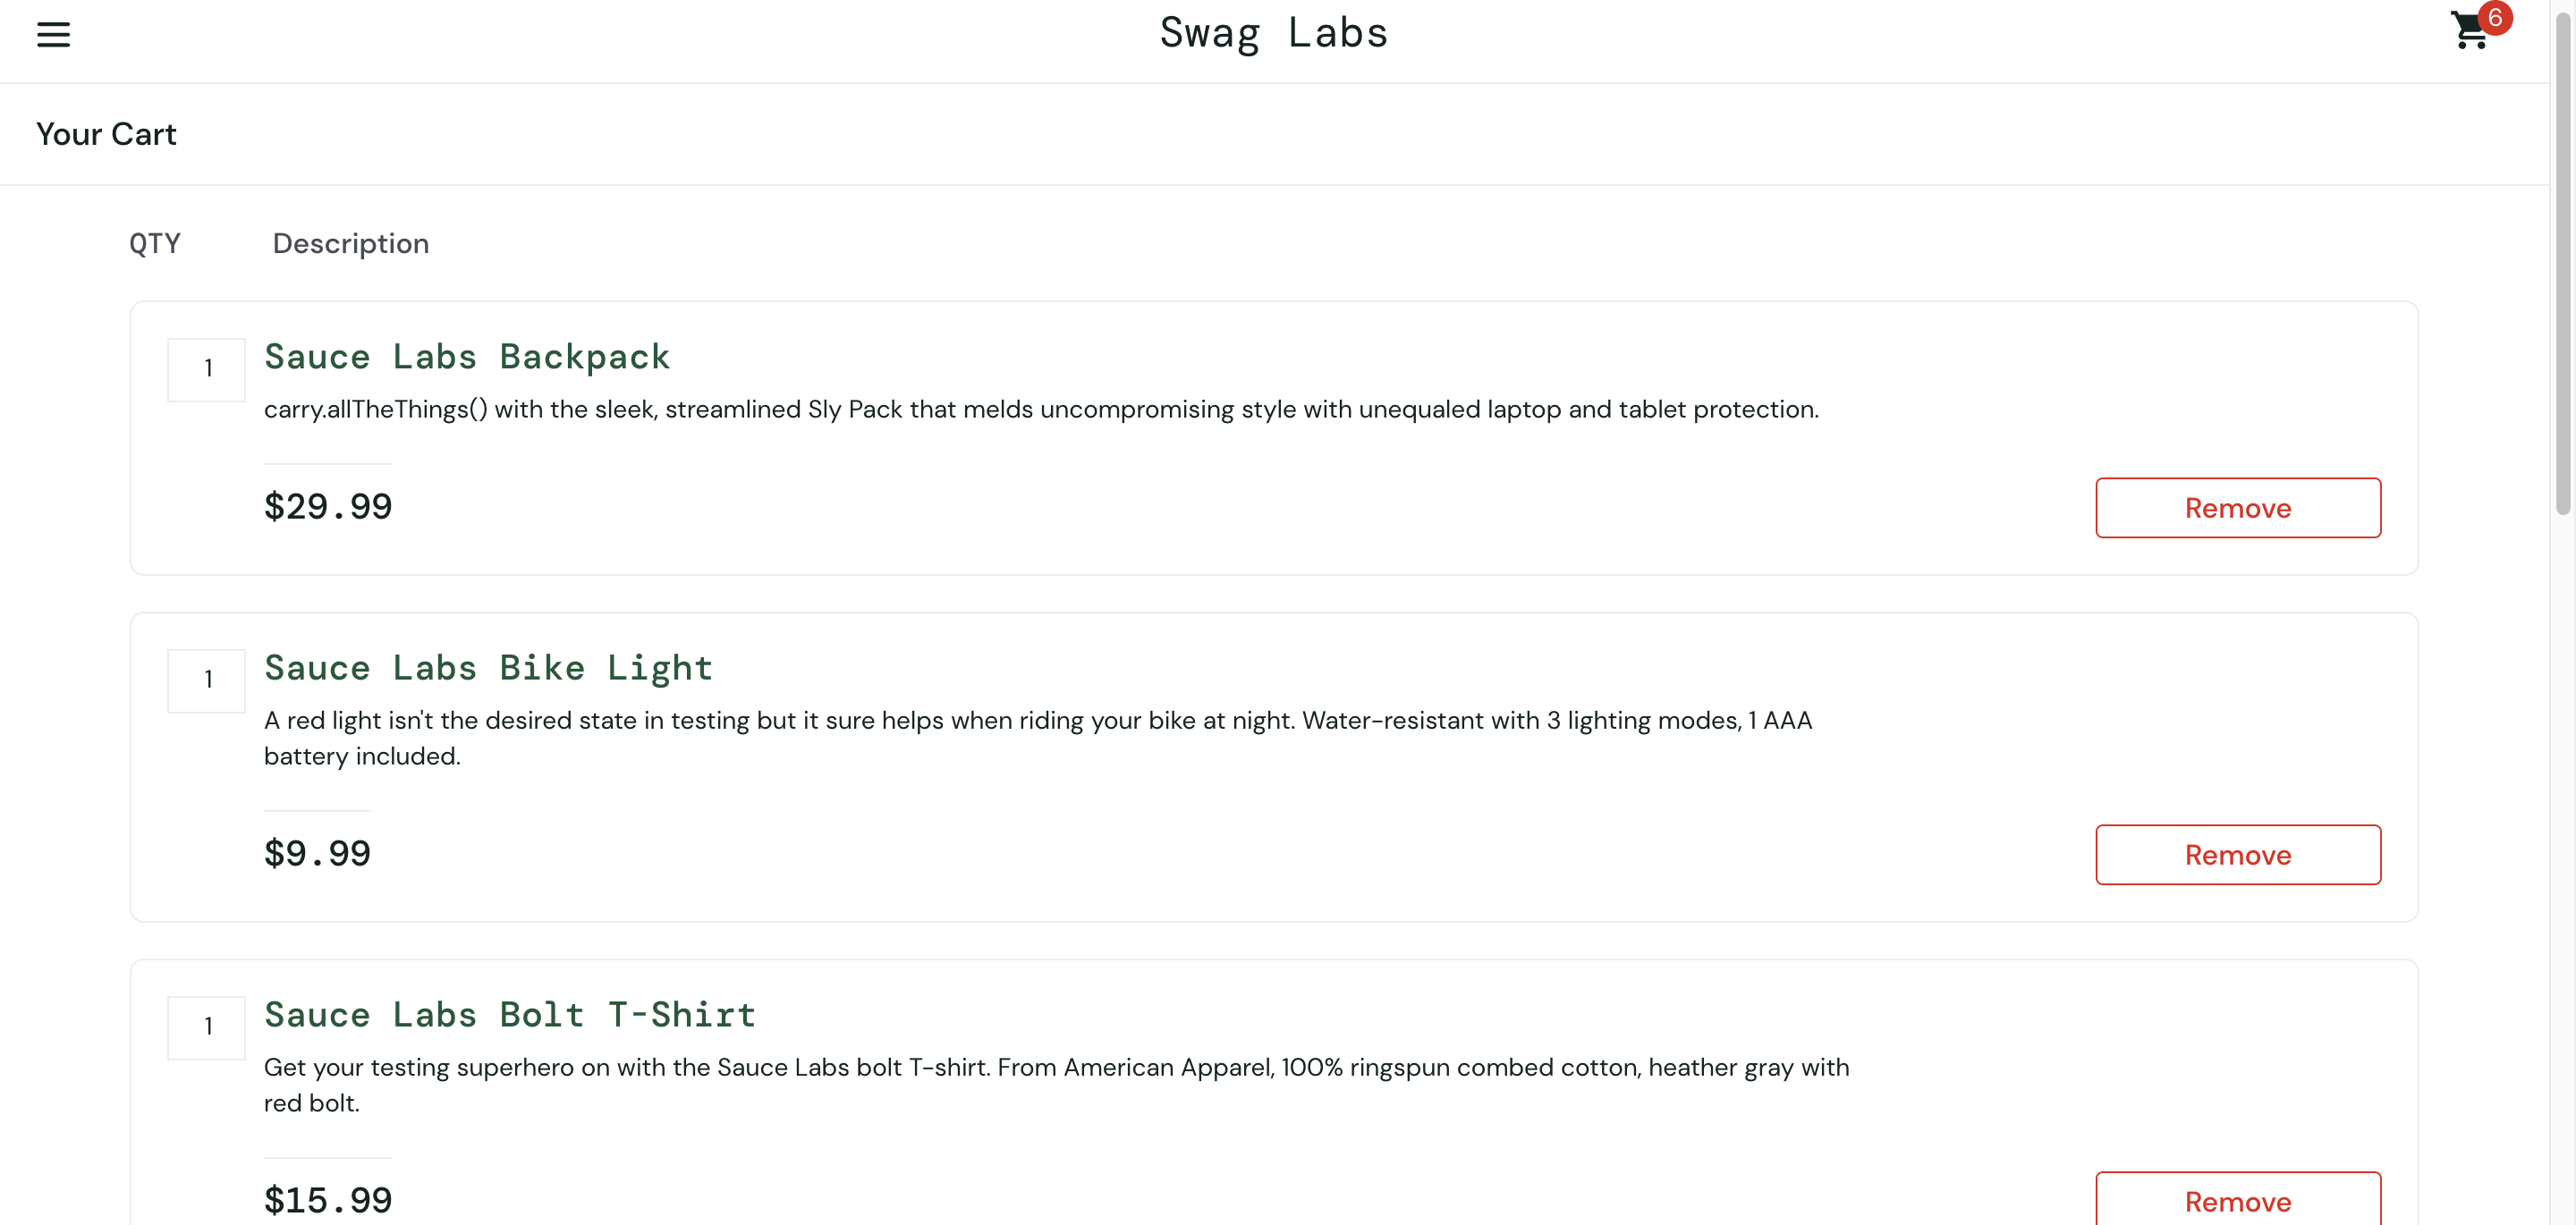 Swag Labs
6
Your Cart
QTY Description
1
Sauce Labs Backpack
carry.allTheThings() with the sleek, streamlined Sly Pack that melds uncompromising style with unequaled laptop and tablet protection.
$29.99
Remove
1
Sauce Labs Bike Light
A red light isn't the desired state in testing but it sure helps when riding your bike at night. Water-resistant with 3 lighting modes, 1 AAA
battery included.
$9.99
Remove
1
Sauce Labs Bolt T-Shirt
Get your testing superhero on with the Sauce Labs bolt T-shirt. From American Apparel, 100% ringspun combed cotton, heather gray with
red bolt.
$15.99
Remove